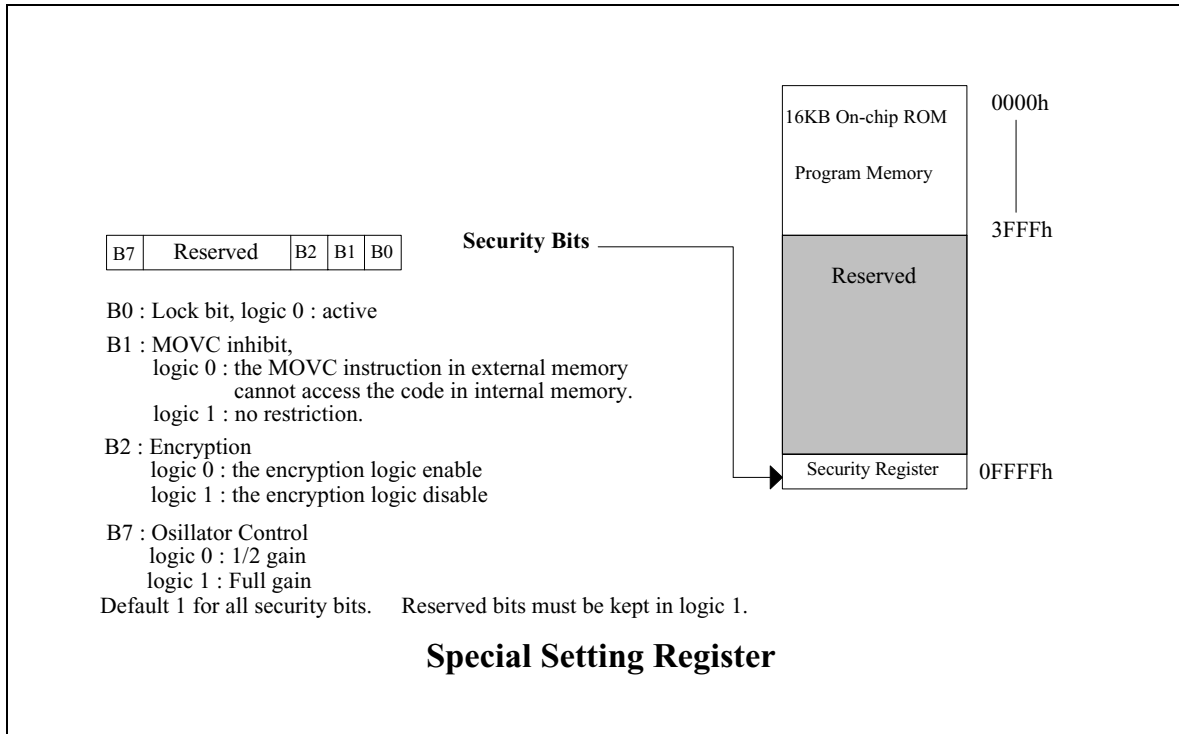 0000h
16KB On-chip ROM
Program Memory
3FFFh
B7 Reserved B2 B1 B0
Security Bits
Reserved
B0 : Lock bit, logic 0 : active
B1 : MOVC inhibit,
logic 0 : the MOVC instruction in external memory
cannot access the code in internal memory.
logic 1 : no restriction.
B2 : Encryption
logic 0 : the encryption logic enable
logic 1 : the encryption logic disable
Security Register
0FFFFh
B7 : Osillator Control
logic 0 : 1/2 gain
logic 1 : Full gain
Default 1 for all security bits. Reserved bits must be kept in logic 1.
Special Setting Register